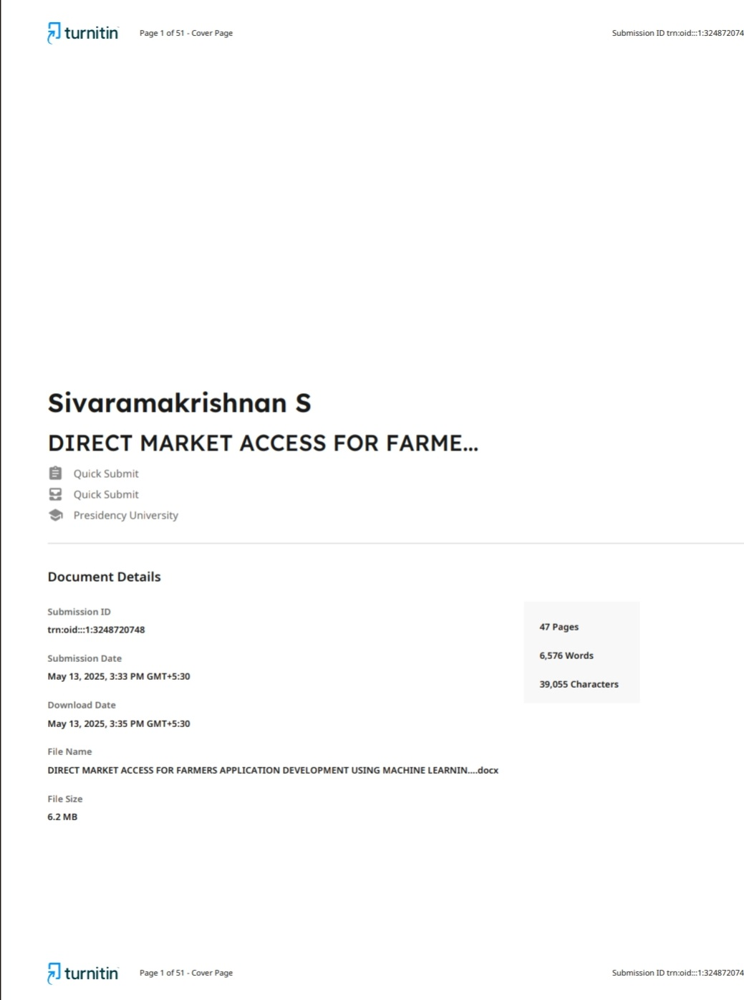 turnitin Page 1 of 51 - Cover Page Submission ID trn:oid:::1:324872074
Sivaramakrishnan S
DIRECT MARKET ACCESS FOR FARME...
Quick Submit
Quick Submit
Presidency University
Document Details
Submission ID
trn:oid:::1:3248720748
Submission Date
May 13, 2025, 3:33 PM GMT+5:30
Download Date
May 13, 2025, 3:35 PM GMT+5:30
File Name
DIRECT MARKET ACCESS FOR FARMERS APPLICATION DEVELOPMENT USING MACHINE LEARNIN....docx
File Size
6.2 MB
47 Pages
6,576 Words
39,055 Characters
turnitin Page 1 of 51 - Cover Page Submission ID trn:oid:::1:324872074